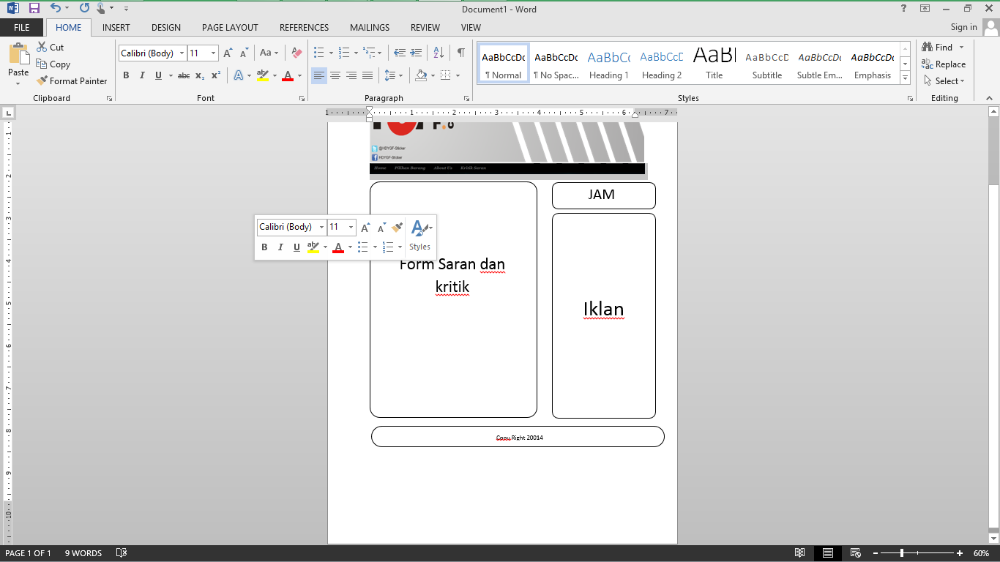 Document1 - Word
FILE HOME INSERT DESIGN PAGE LAYOUT REFERENCES MAILINGS REVIEW VIEW Sign in
Paste
Cut
Copy
Format Painter
Clipboard
Calibri (Body) 11
Font
Paragraph
AaBbCcDc AaBbCcDc AaBbCc AaBbCcD AaBl AaBbCcD AaBbCcDc AaBbCcDc
¶ Normal ¶ No Spac... Heading 1 Heading 2 Title Subtitle Subtle Em... Emphasis
Styles
Find
Replace
Select
Editing
@HDYGF-Sticker
HDYGF-Sticker
Home Pilihan Barang About Us Kritik Saran
JAM
Calibri (Body) 11
B I U Styles
Form Saran dan
kritik
Iklan
Copy Right 20014
PAGE 1 OF 1 9 WORDS 60%